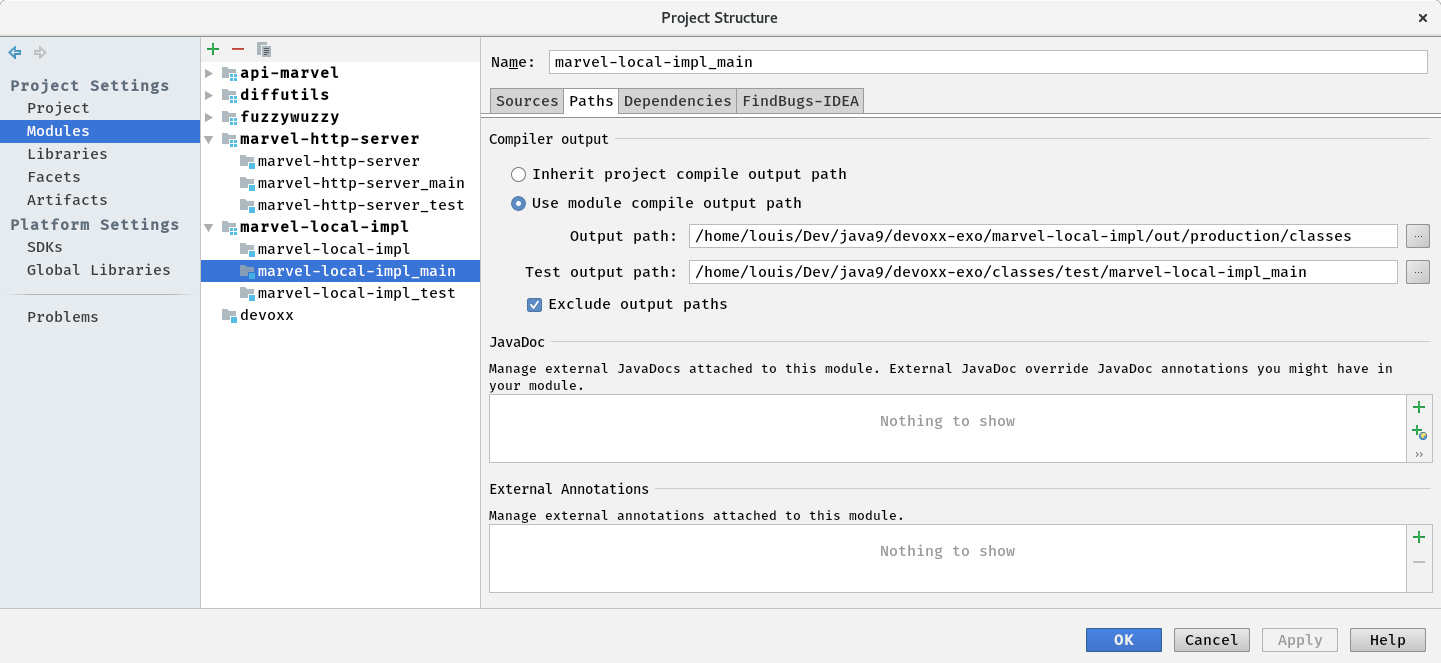 Project Structure
Project Settings
Project
Modules
Libraries
Facets
Artifacts
Platform Settings
SDKs
Global Libraries
Problems
api-marvel
diffutils
fuzzywuzzy
marvel-http-server
marvel-http-server
marvel-http-server_main
marvel-http-server_test
marvel-local-impl
marvel-local-impl
marvel-local-impl_main
marvel-local-impl_test
devoxx
Name: marvel-local-impl_main
Sources Paths Dependencies FindBugs-IDEA
Compiler output
Inherit project compile output path
Use module compile output path
Output path: /home/louis/Dev/java9/devoxx-exo/marvel-local-impl/out/production/classes ...
Test output path: /home/louis/Dev/java9/devoxx-exo/classes/test/marvel-local-impl_main ...
Exclude output paths
JavaDoc
Manage external JavaDocs attached to this module. External JavaDoc override JavaDoc annotations you might have in
your module.
Nothing to show
External Annotations
Manage external annotations attached to this module.
Nothing to show
OK Cancel Apply Help